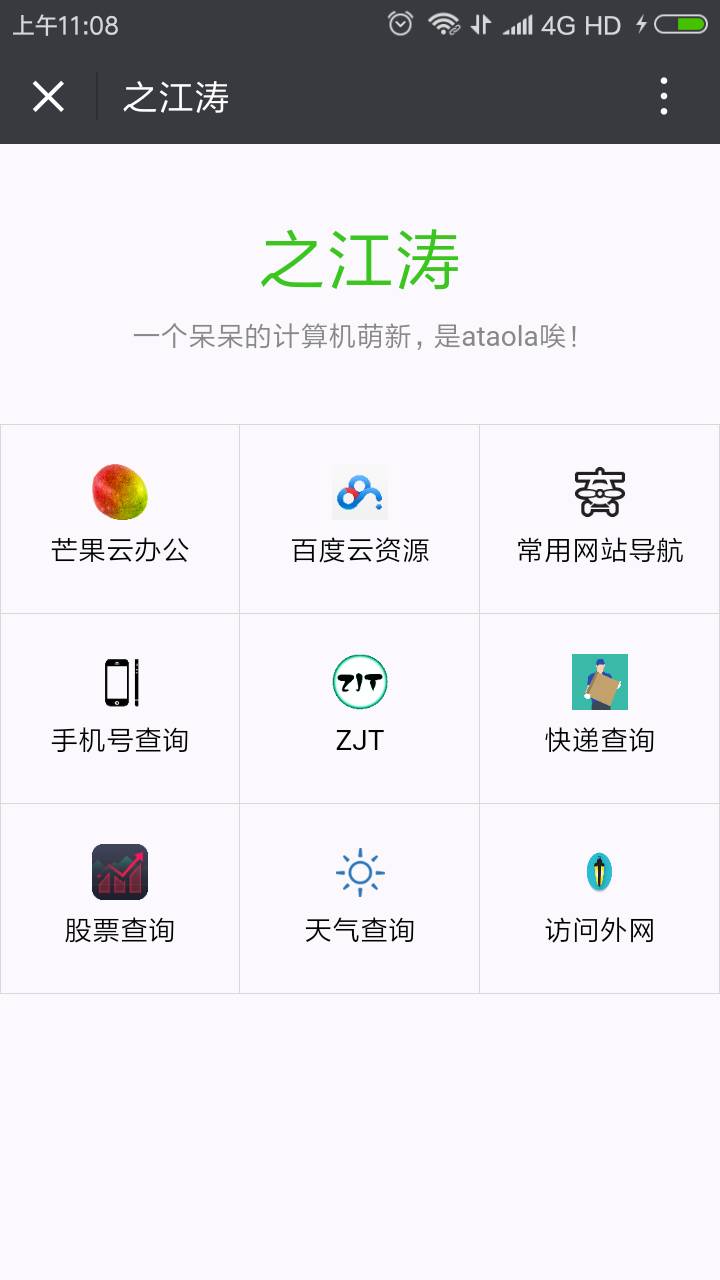 上午11:08 4G HD
之江涛
之江涛
一个呆呆的计算机萌新，是ataola唉！
芒果云办公 百度云资源 常用网站导航
ZJT
手机号查询 ZJT 快递查询
股票查询 天气查询 访问外网